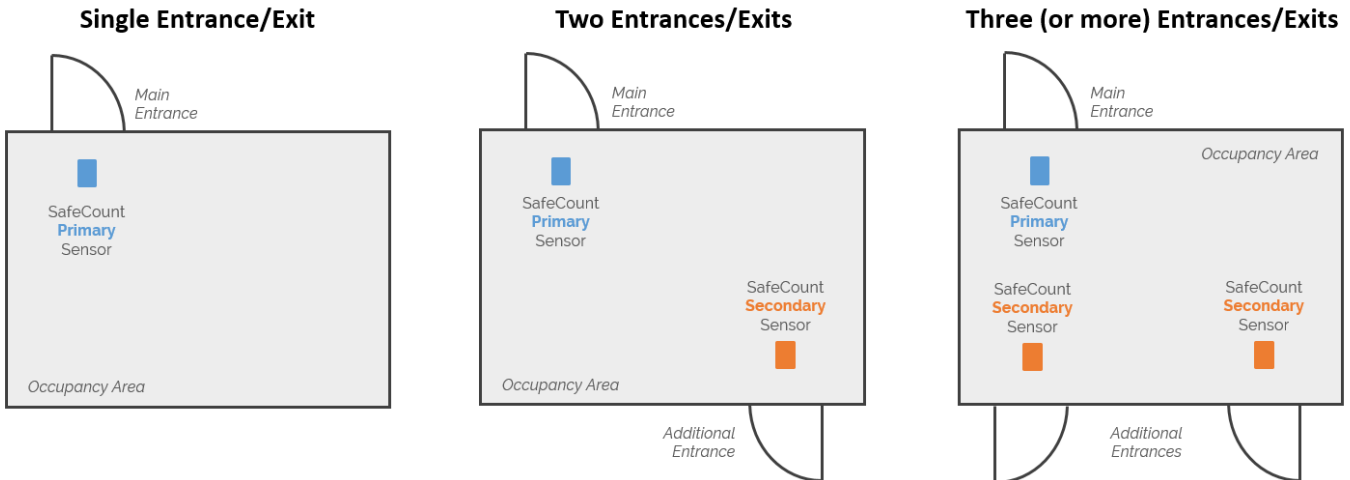 Single Entrance/Exit
Main
Entrance
SafeCount
Primary
Sensor
Occupancy Area
Two Entrances/Exits
Main
Entrance
SafeCount
Primary
Sensor
SafeCount
Secondary
Sensor
Occupancy Area
Additional
Entrance
Three (or more) Entrances/Exits
Main
Entrance
Occupancy Area
SafeCount
Primary
Sensor
SafeCount
Secondary
Sensor
SafeCount
Secondary
Sensor
Additional
Entrances